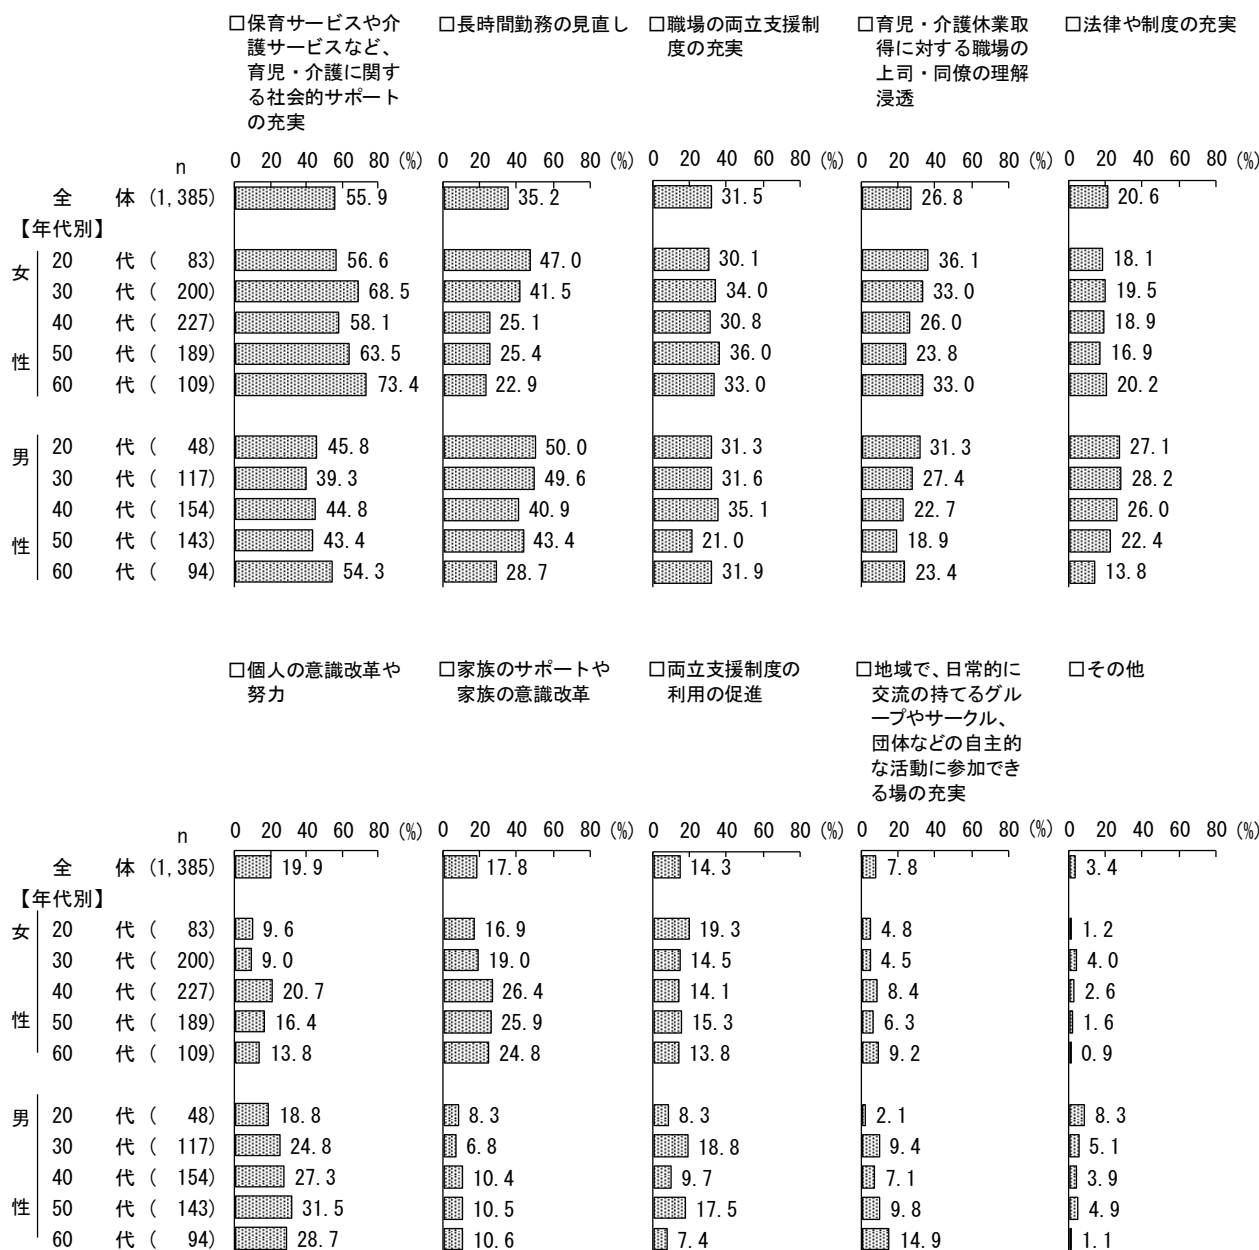 □保育サービスや介
護サービスなど、
育児・介護に関す
る社会的サポート
の充実
□長時間勤務の見直し
□職場の両立支援制
度の充実
□育児・介護休業取
得に対する職場の
上司・同僚の理解
浸透
□法律や制度の充実
n 0 20 40 60 80 (%) 0 20 40 60 80 (%) 0 20 40 60 80 (%) 0 20 40 60 80 (%) 0 20 40 60 80 (%)
全 体 (1,385) 55.9 35.2 31.5 26.8 20.6
【年代別】
女 20 代 ( 83) 56.6 47.0 30.1 36.1 18.1
30 代 ( 200) 68.5 41.5 34.0 33.0 19.5
40 代 ( 227) 58.1 25.1 30.8 26.0 18.9
性 50 代 ( 189) 63.5 25.4 36.0 23.8 16.9
60 代 ( 109) 73.4 22.9 33.0 33.0 20.2
男 20 代 ( 48) 45.8 50.0 31.3 31.3 27.1
30 代 ( 117) 39.3 49.6 31.6 27.4 28.2
40 代 ( 154) 44.8 40.9 35.1 22.7 26.0
性 50 代 ( 143) 43.4 43.4 21.0 18.9 22.4
60 代 ( 94) 54.3 28.7 31.9 23.4 13.8
□個人の意識改革や
努力
□家族のサポートや
家族の意識改革
□両立支援制度の
利用の促進
□地域で、日常的に
交流の持てるグル
ープやサークル、
団体などの自主的
な活動に参加でき
る場の充実
□その他
n 0 20 40 60 80 (%) 0 20 40 60 80 (%) 0 20 40 60 80 (%) 0 20 40 60 80 (%) 0 20 40 60 80 (%)
全 体 (1,385) 19.9 17.8 14.3 7.8 3.4
【年代別】
女 20 代 ( 83) 9.6 16.9 19.3 4.8 1.2
30 代 ( 200) 9.0 19.0 14.5 4.5 4.0
40 代 ( 227) 20.7 26.4 14.1 8.4 2.6
性 50 代 ( 189) 16.4 25.9 15.3 6.3 1.6
60 代 ( 109) 13.8 24.8 13.8 9.2 0.9
男 20 代 ( 48) 18.8 8.3 8.3 2.1 8.3
30 代 ( 117) 24.8 6.8 18.8 9.4 5.1
40 代 ( 154) 27.3 10.4 9.7 7.1 3.9
性 50 代 ( 143) 31.5 10.5 17.5 9.8 4.9
60 代 ( 94) 28.7 10.6 7.4 14.9 1.1